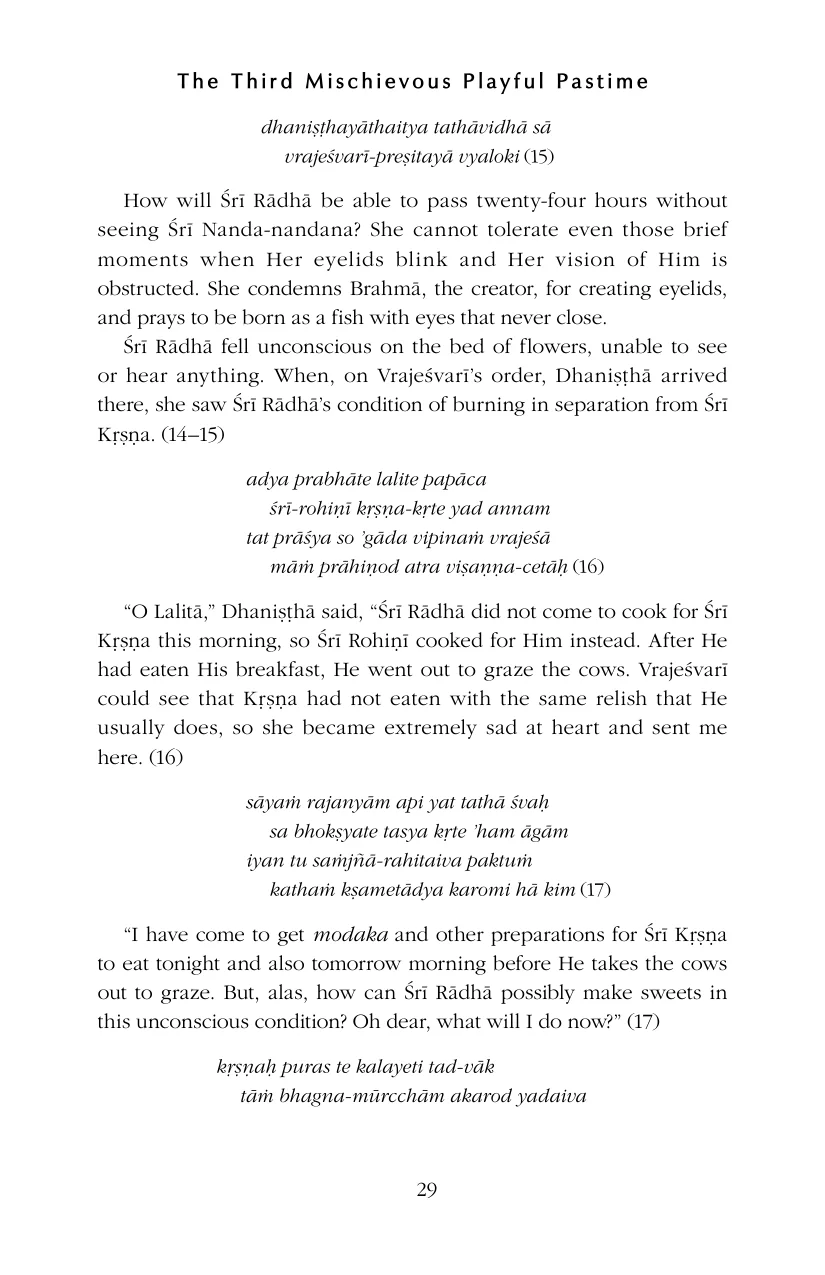 The Third Mischievous Playful Pastime
dhaniṣṭhayāthaitya tathāvidhā sā
vrajeśvarī-preṣitayā vyaloki (15)
How will Śrī Rādhā be able to pass twenty-four hours without
seeing Śrī Nanda-nandana? She cannot tolerate even those brief
moments when Her eyelids blink and Her vision of Him is
obstructed. She condemns Brahmā, the creator, for creating eyelids,
and prays to be born as a fish with eyes that never close.
Śrī Rādhā fell unconscious on the bed of flowers, unable to see
or hear anything. When, on Vrajeśvarī’s order, Dhaniṣṭhā arrived
there, she saw Śrī Rādhā’s condition of burning in separation from Śrī
Kṛṣṇa. (14–15)
adya prabhāte lalite papāca
śrī-rohiṇī kṛṣṇa-kṛte yad annam
tat prāśya so ’gāda vipinaṁ vrajeśā
māṁ prāhiṇod atra viṣaṇṇa-cetāḥ (16)
“O Lalitā,” Dhaniṣṭhā said, “Śrī Rādhā did not come to cook for Śrī
Kṛṣṇa this morning, so Śrī Rohiṇī cooked for Him instead. After He
had eaten His breakfast, He went out to graze the cows. Vrajeśvarī
could see that Kṛṣṇa had not eaten with the same relish that He
usually does, so she became extremely sad at heart and sent me
here. (16)
sāyaṁ rajanyām api yat tathā śvaḥ
sa bhokṣyate tasya kṛte ’ham āgām
iyan tu saṁjñā-rahitaiva paktuṁ
kathaṁ kṣametādya karomi hā kim (17)
“I have come to get modaka and other preparations for Śrī Kṛṣṇa
to eat tonight and also tomorrow morning before He takes the cows
out to graze. But, alas, how can Śrī Rādhā possibly make sweets in
this unconscious condition? Oh dear, what will I do now?” (17)
kṛṣṇaḥ puras te kalayeti tad-vāk
tāṁ bhagna-mūrcchām akarod yadaiva
29